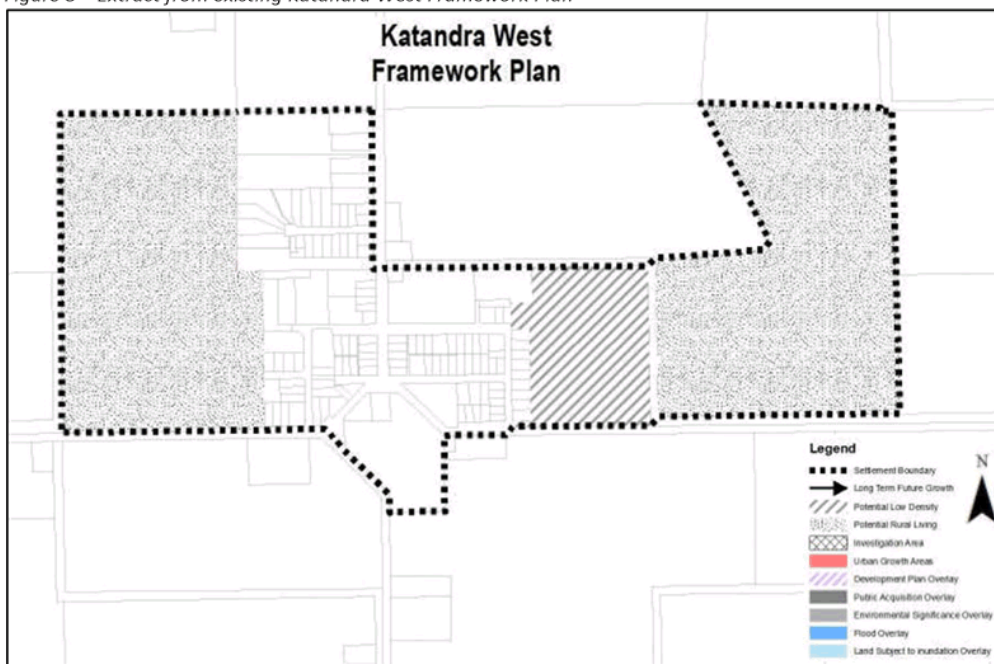 Katandra West
Framework Plan
Legend
Settlement Boundary
Long Term Future Growth
Potential Low Density
Potential Rural Living
Investigation Area
Urban Growth Areas
Development Plan Overlay
Public Acquisition Overlay
Environmental Significance Overlay
Flood Overlay
Land Subject to inundation Overlay
N